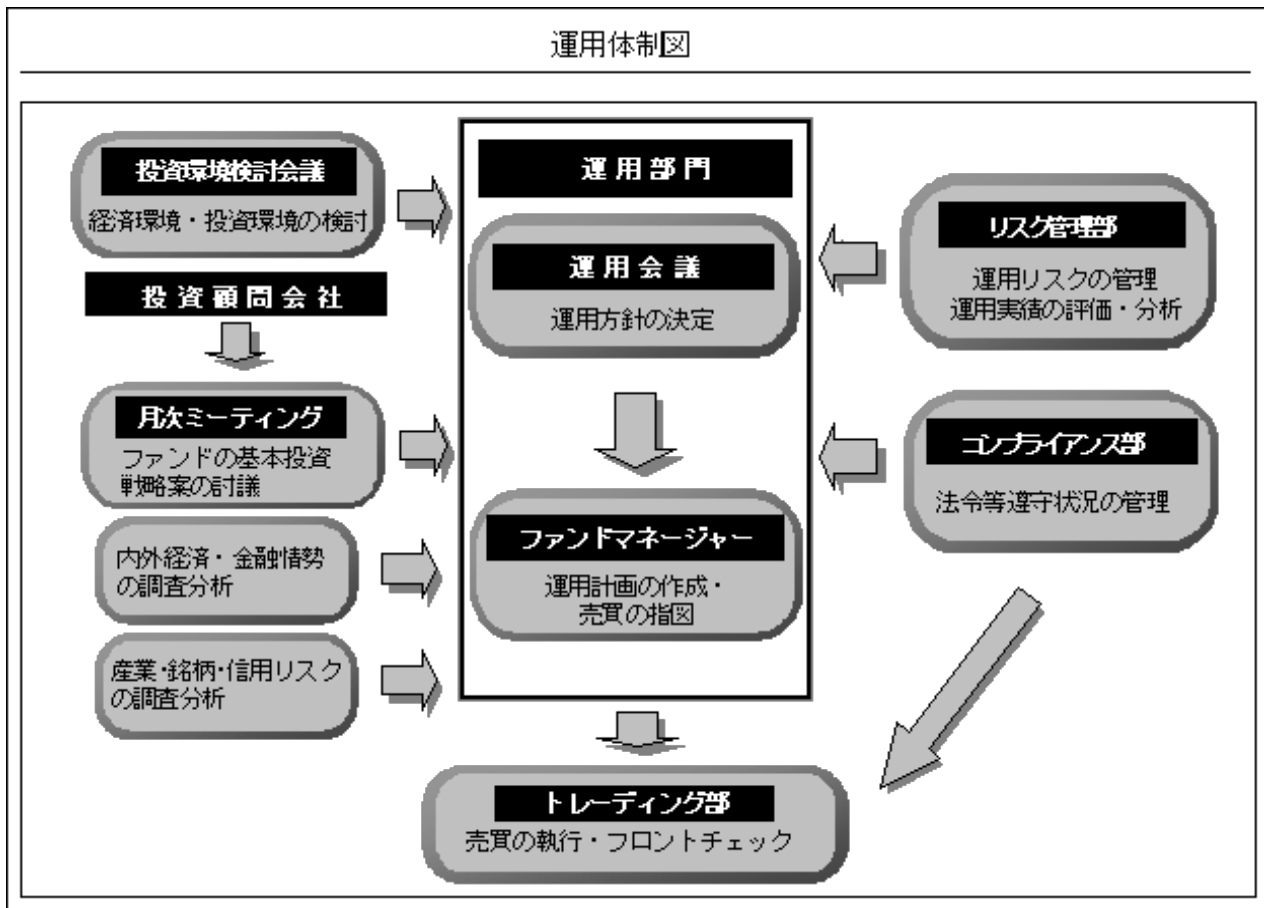 運用体制図
投資環境検討会議
経済環境・投資環境の検討
投資顧問会社
月次ミーティング
ファンドの基本投資
戦略案の討議
内外経済・金融情勢
の調査分析
産業・銘柄・信用リスク
の調査分析
運用部門
運用会議
運用方針の決定
ファンドマネージャー
運用計画の作成・
売買の指図
リスク管理部
運用リスクの管理
運用実績の評価・分析
コンプライアンス部
法令等遵守状況の管理
トレーディング部
売買の執行・フロントチェック